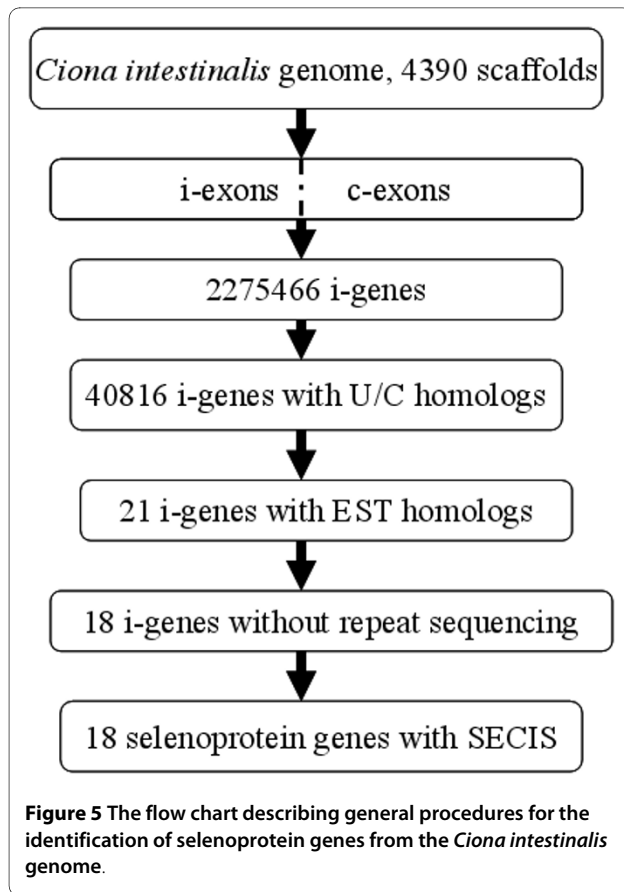 Ciona intestinalis genome, 4390 scaffolds
i-exons c-exons
2275466 i-genes
40816 i-genes with U/C homologs
21 i-genes with EST homologs
18 i-genes without repeat sequencing
18 selenoprotein genes with SECIS
Figure 5 The flow chart describing general procedures for the
identification of selenoprotein genes from the Ciona intestinalis
genome.